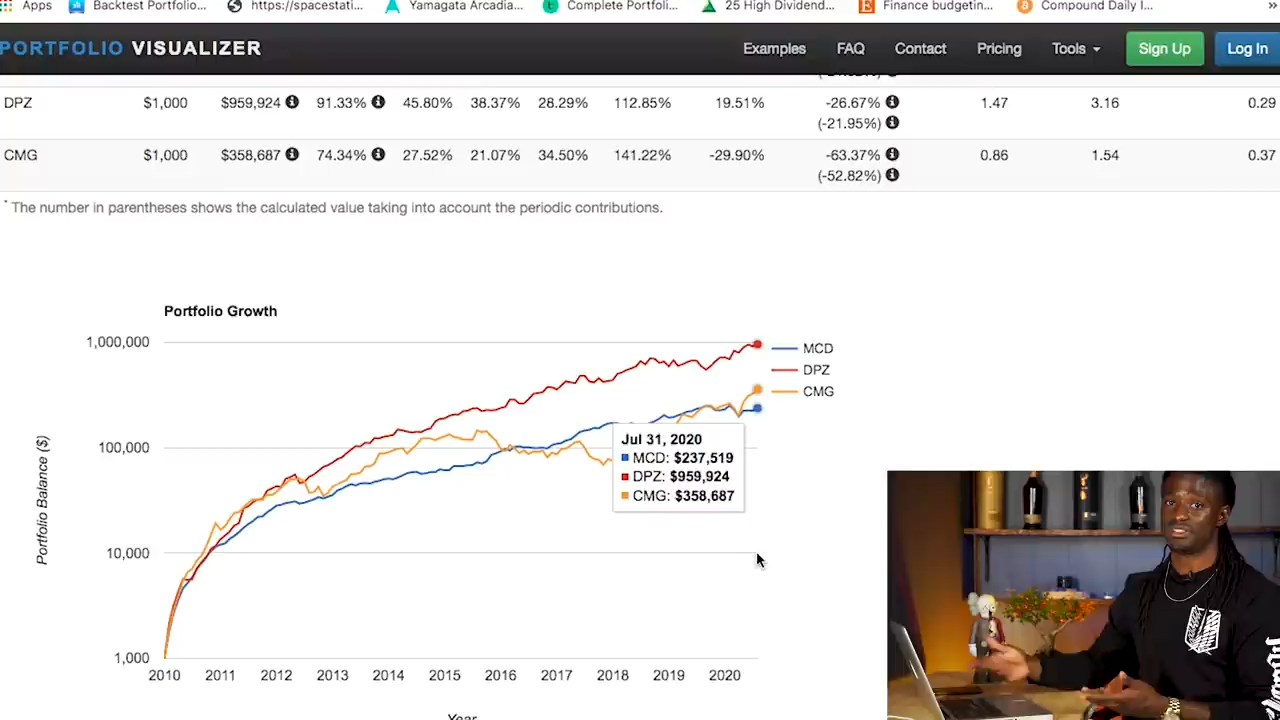 Apps Backtest Portfolio... https://spacestati... Yamagata Arcadia... Complete Portfoli... 25 High Dividend... Finance budgetin... Compound Daily I... »
PORTFOLIO VISUALIZER Examples FAQ Contact Pricing Tools Sign Up Log In
DPZ $1,000 $959,924 91.33% 45.80% 38.37% 28.29% 112.85% 19.51% -26.67% 1.47 3.16 0.29
(-21.95%)
CMG $1,000 $358,687 74.34% 27.52% 21.07% 34.50% 141.22% -29.90% -63.37% 0.86 1.54 0.37
(-52.82%)
* The number in parentheses shows the calculated value taking into account the periodic contributions.
Portfolio Growth
1,000,000
100,000
10,000
1,000
Portfolio Balance ($)
MCD
DPZ
CMG
Jul 31, 2020
MCD: $237,519
DPZ: $959,924
CMG: $358,687
2010 2011 2012 2013 2014 2015 2016 2017 2018 2019 2020
Year